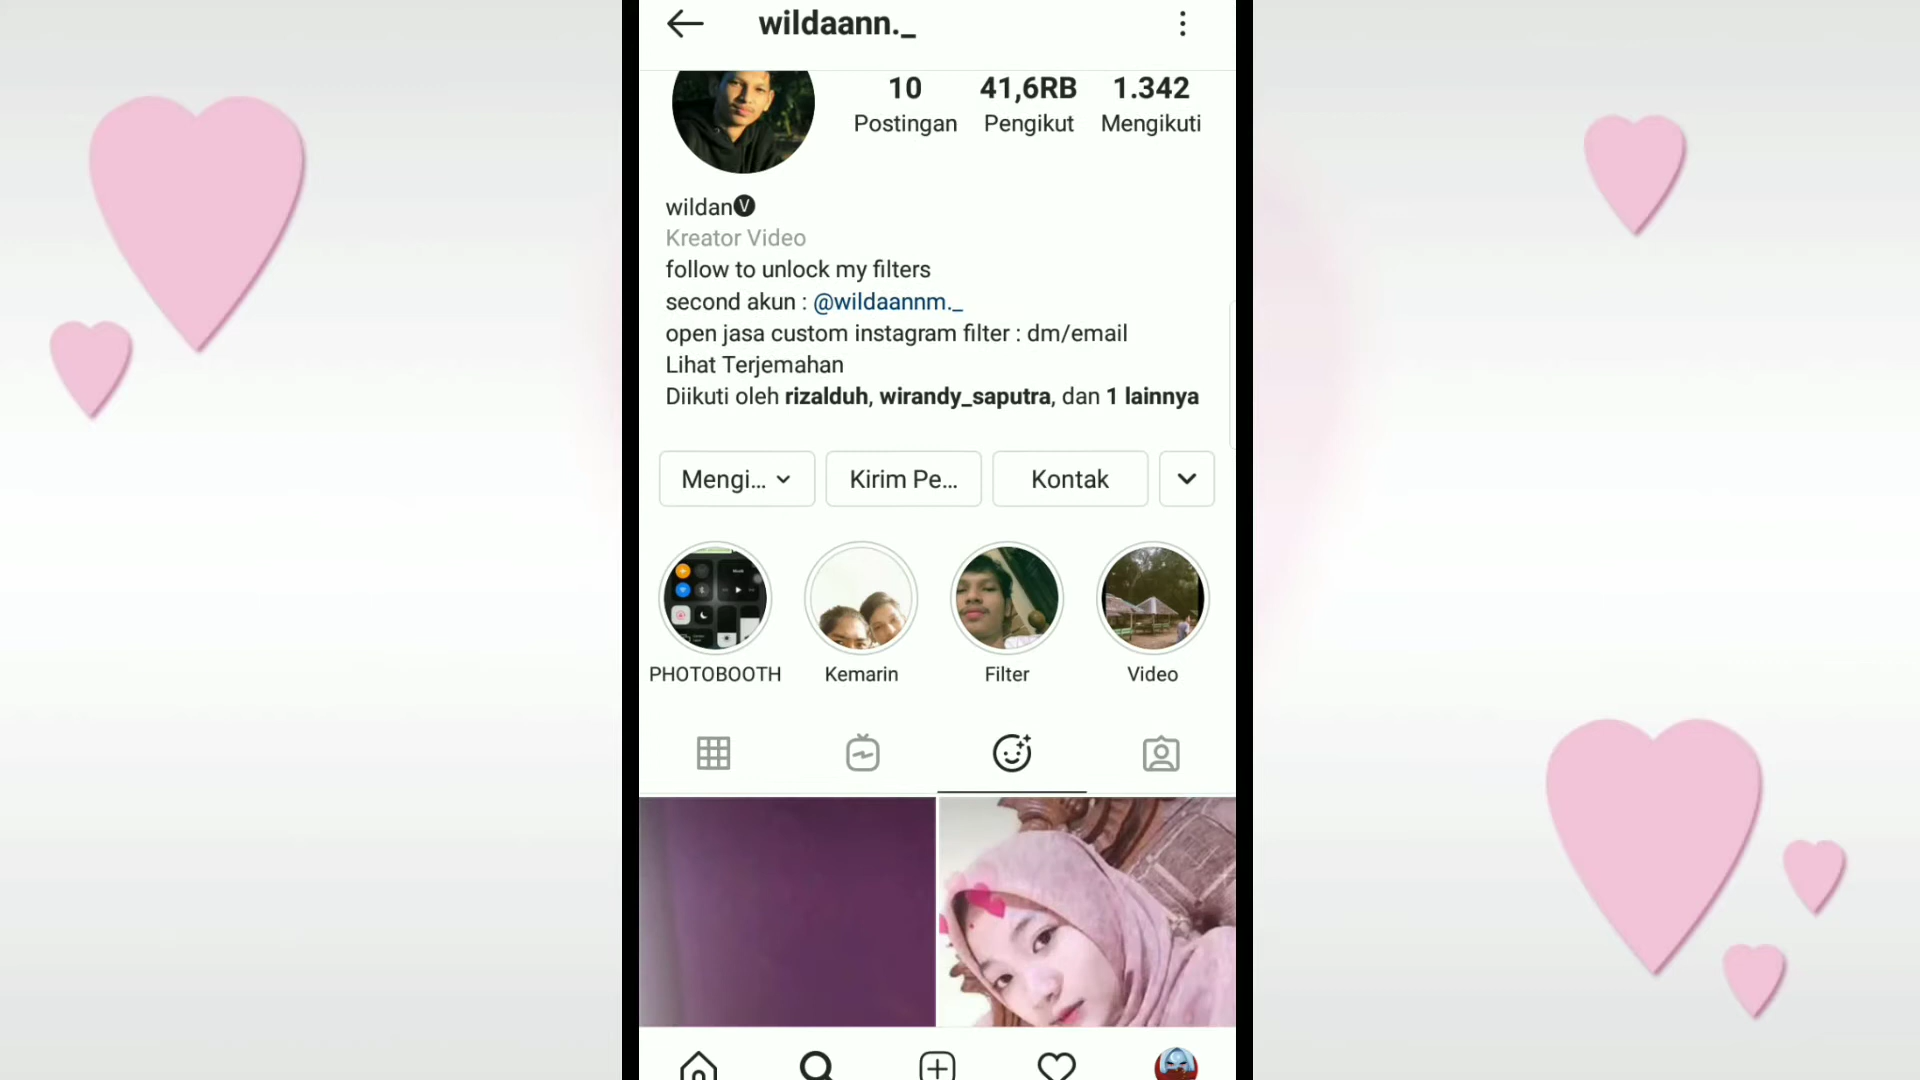 wildaann._
10 41,6RB 1.342
Postingan Pengikut Mengikuti
wildanV
Kreator Video
follow to unlock my filters
second akun : @wildaannm._
open jasa custom instagram filter : dm/email
Lihat Terjemahan
Diikuti oleh rizalduh, wirandy_saputra, dan 1 lainnya
Mengi... Kirim Pe... Kontak
PHOTOBOOTH Kemarin Filter Video